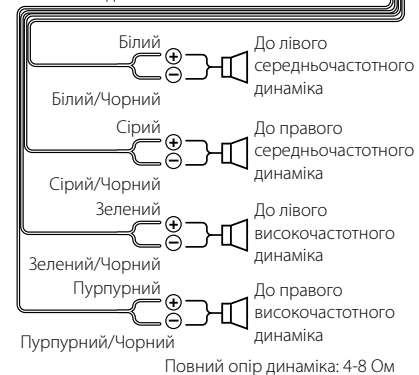 Білий
До лівого
середньочастотного
динаміка
Білий/Чорний
Сірий
До правого
середньочастотного
динаміка
Сірий/Чорний
Зелений
До лівого
високочастотного
динаміка
Зелений/Чорний
Пурпурний
До правого
високочастотного
динаміка
Пурпурний/Чорний
Повний опір динаміка: 4-8 Ом